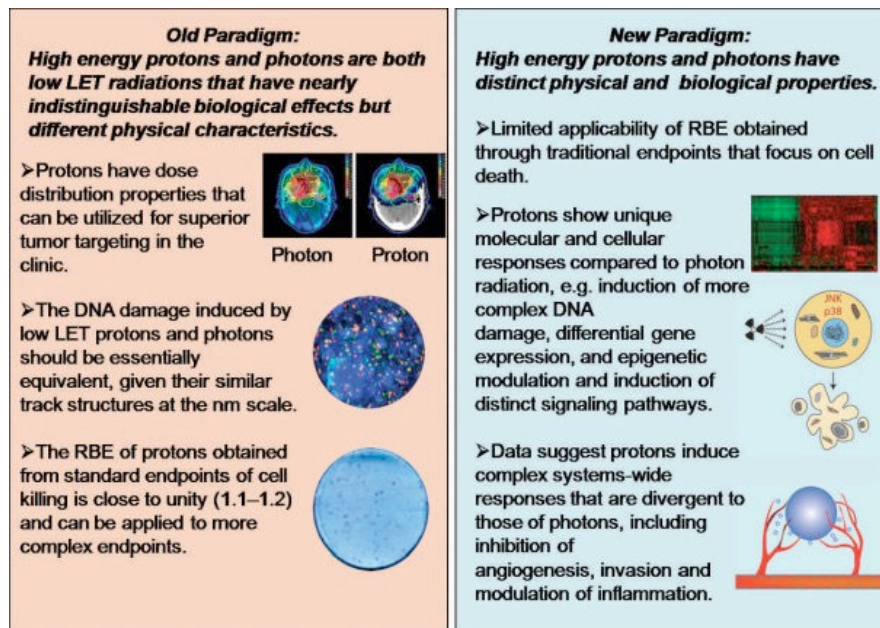 Old Paradigm:
High energy protons and photons are both
low LET radiations that have nearly
indistinguishable biological effects but
different physical characteristics.
➢Protons have dose
distribution properties that
can be utilized for superior
tumor targeting in the
clinic.
Photon
Proton
➢The DNA damage induced by
low LET protons and photons
should be essentially
equivalent, given their similar
track structures at the nm scale.
➢The RBE of protons obtained
from standard endpoints of cell
killing is close to unity (1.1–1.2)
and can be applied to more
complex endpoints.
New Paradigm:
High energy protons and photons have
distinct physical and biological properties.
➢Limited applicability of RBE obtained
through traditional endpoints that focus on cell
death.
➢Protons show unique
molecular and cellular
responses compared to photon
radiation, e.g. induction of more
complex DNA
damage, differential gene
expression, and epigenetic
modulation and induction of
distinct signaling pathways.
JNK
p38
➢Data suggest protons induce
complex systems-wide
responses that are divergent to
those of photons, including
inhibition of
angiogenesis, invasion and
modulation of inflammation.